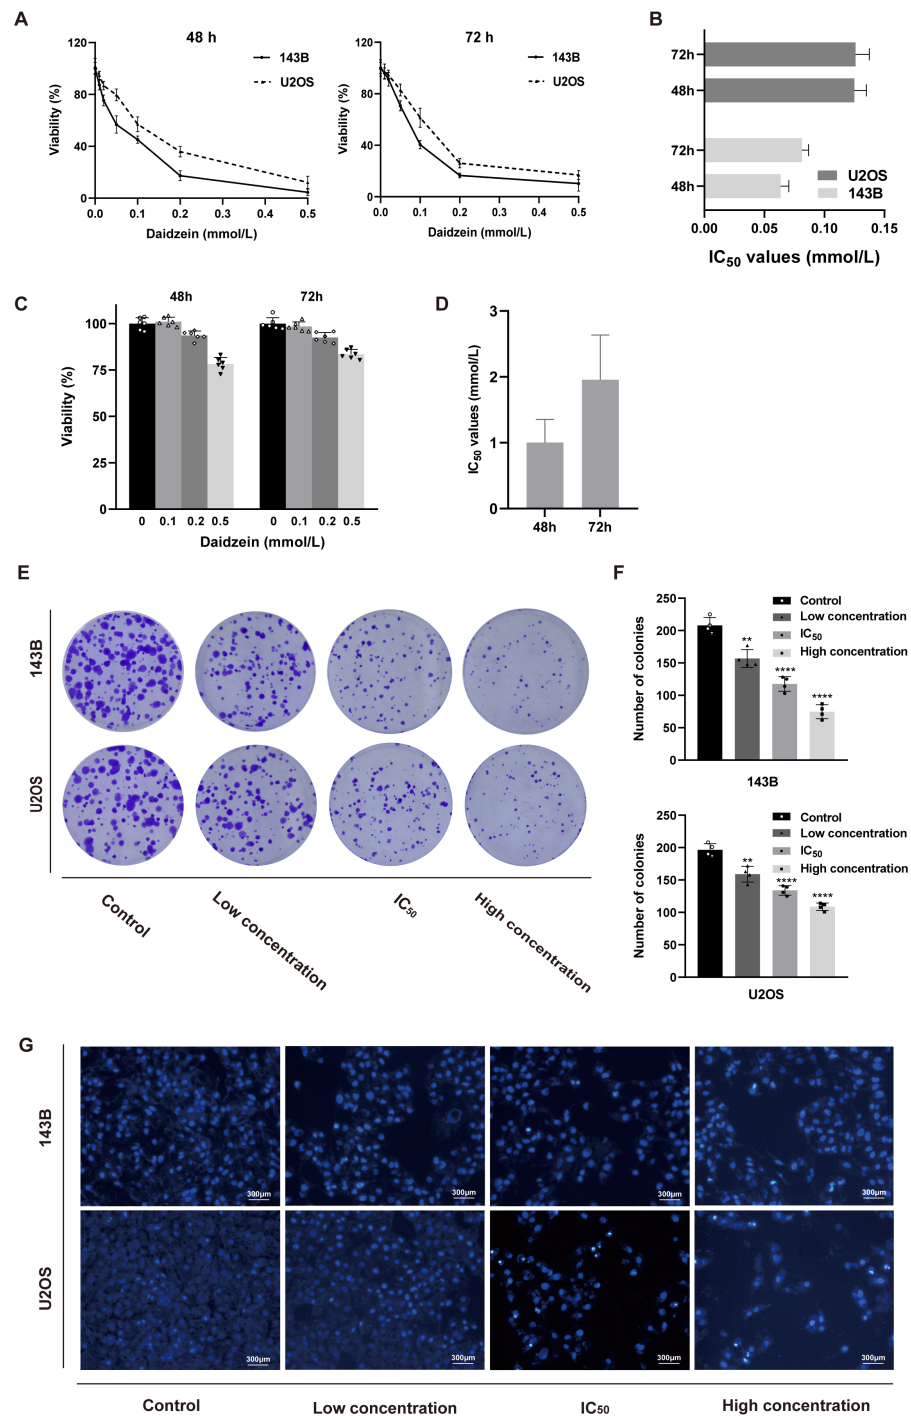 A
48 h
120
80
40
0
0.0 0.1 0.2 0.3 0.4 0.5
Viability (%)
Daidzein (mmol/L)
143B
U2OS
72 h
120
80
40
0
0.0 0.1 0.2 0.3 0.4 0.5
Viability (%)
Daidzein (mmol/L)
143B
U2OS
B
72h
48h
72h
48h
U2OS
143B
0.00 0.05 0.10 0.15
IC50 values (mmol/L)
C
48h 72h
100
75
50
25
0
Viability (%)
0 0.1 0.2 0.5 0 0.1 0.2 0.5
Daidzein (mmol/L)
D
3
2
1
0
IC50 values (mmol/L)
48h 72h
E
143B
U2OS
Control
Low concentration
IC50
High concentration
F
250
200
150
100
50
0
Number of colonies
Control
Low concentration
IC50
High concentration
**
****
****
143B
250
200
150
100
50
0
Number of colonies
Control
Low concentration
IC50
High concentration
**
****
****
U2OS
G
143B
300μm 300μm 300μm 300μm
U2OS
300μm 300μm 300μm 300μm
Control Low concentration IC50 High concentration